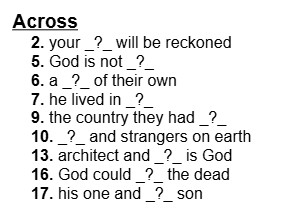 Across
2. your _?_ will be reckoned
5. God is not _?_
6. a _?_ of their own
7. he lived in _?_
9. the country they had _?_
10. _?_ and strangers on earth
13. architect and _?_ is God
16. God could _?_ the dead
17. his one and _?_ son